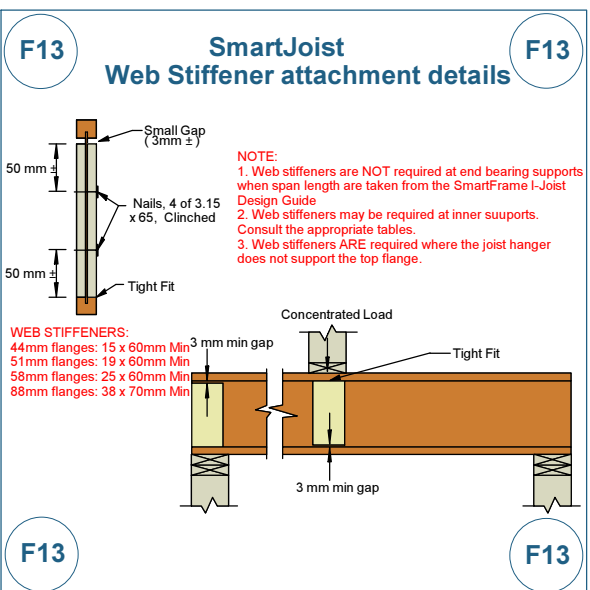 F13
SmartJoist
F13
Web Stiffener attachment details
Small Gap
( 3mm ± )
50 mm ±
Nails, 4 of 3.15
x 65, Clinched
50 mm ±
Tight Fit
NOTE:
1. Web stiffeners are NOT required at end bearing supports
when span length are taken from the SmartFrame I-Joist
Design Guide
2. Web stiffeners may be required at inner suuports.
Consult the appropriate tables.
3. Web stiffeners ARE required where the joist hanger
does not support the top flange.
WEB STIFFENERS:
44mm flanges: 15 x 60mm Min
51mm flanges: 19 x 60mm Min
58mm flanges: 25 x 60mm Min
88mm flanges: 38 x 70mm Min
3 mm min gap
Concentrated Load
Tight Fit
3 mm min gap
F13
F13